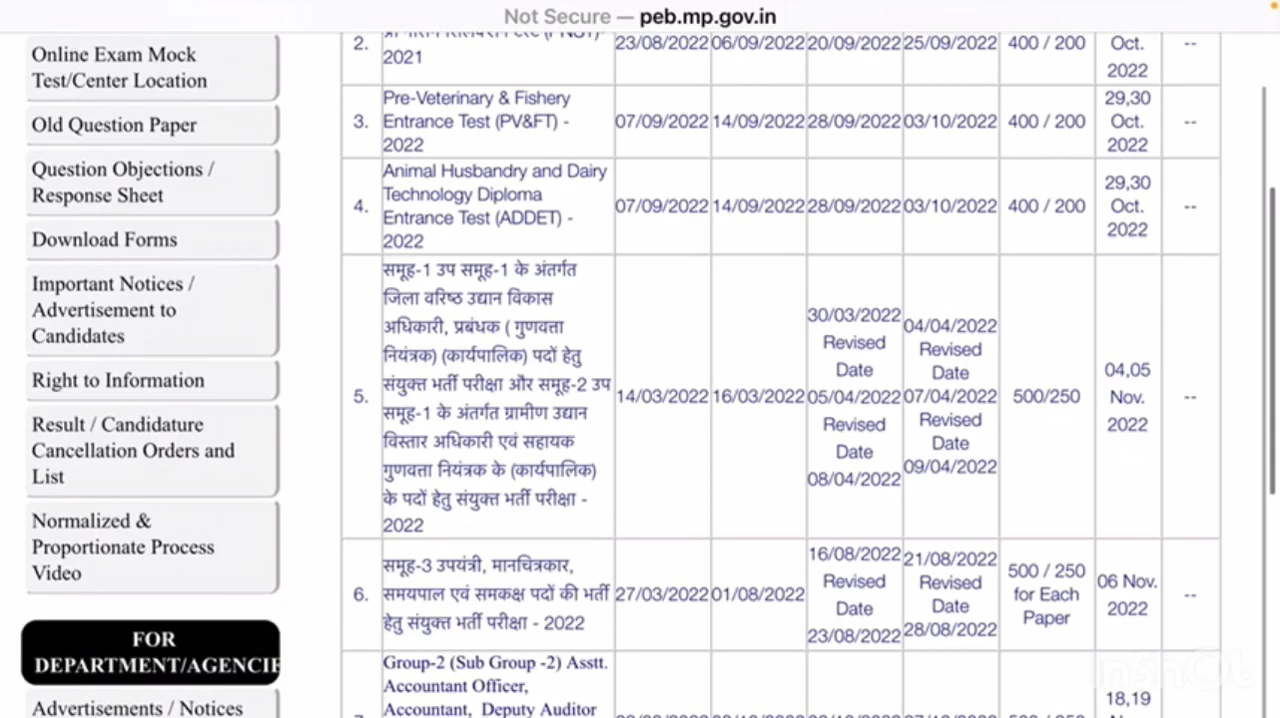 Not Secure — peb.mp.gov.in
Online Exam Mock
Test/Center Location
Old Question Paper
Question Objections /
Response Sheet
Download Forms
Important Notices /
Advertisement to
Candidates
Right to Information
Result / Candidature
Cancellation Orders and
List
Normalized &
Proportionate Process
Video
FOR
DEPARTMENT/AGENCIE
Advertisements / Notices
2.
2021
23/08/2022
06/09/2022
20/09/2022
25/09/2022
400 / 200
Oct.
2022
--
3.
Pre-Veterinary & Fishery
Entrance Test (PV&FT) -
2022
07/09/2022
14/09/2022
28/09/2022
03/10/2022
400 / 200
29,30
Oct.
2022
--
4.
Animal Husbandry and Dairy
Technology Diploma
Entrance Test (ADDET) -
2022
07/09/2022
14/09/2022
28/09/2022
03/10/2022
400 / 200
29,30
Oct.
2022
--
5.
समूह-1 उप समूह-1 के अंतर्गत
जिला वरिष्ठ उद्यान विकास
अधिकारी, प्रबंधक ( गुणवत्ता
नियंत्रक) (कार्यपालिक) पदों हेतु
संयुक्त भर्ती परीक्षा और समूह-2 उप
समूह-1 के अंतर्गत ग्रामीण उद्यान
विस्तार अधिकारी एवं सहायक
गुणवत्ता नियंत्रक के (कार्यपालिक)
के पदों हेतु संयुक्त भर्ती परीक्षा -
2022
14/03/2022
16/03/2022
30/03/2022
Revised
Date
05/04/2022
Revised
Date
08/04/2022
04/04/2022
Revised
Date
07/04/2022
Revised
Date
09/04/2022
500/250
04,05
Nov.
2022
--
6.
समूह-3 उपयंत्री, मानचित्रकार,
समयपाल एवं समकक्ष पदों की भर्ती
हेतु संयुक्त भर्ती परीक्षा - 2022
27/03/2022
01/08/2022
16/08/2022
Revised
Date
23/08/2022
21/08/2022
Revised
Date
28/08/2022
500 / 250
for Each
Paper
06 Nov.
2022
--
Group-2 (Sub Group -2) Asstt.
Accountant Officer,
Accountant, Deputy Auditor
18,19
InShOt